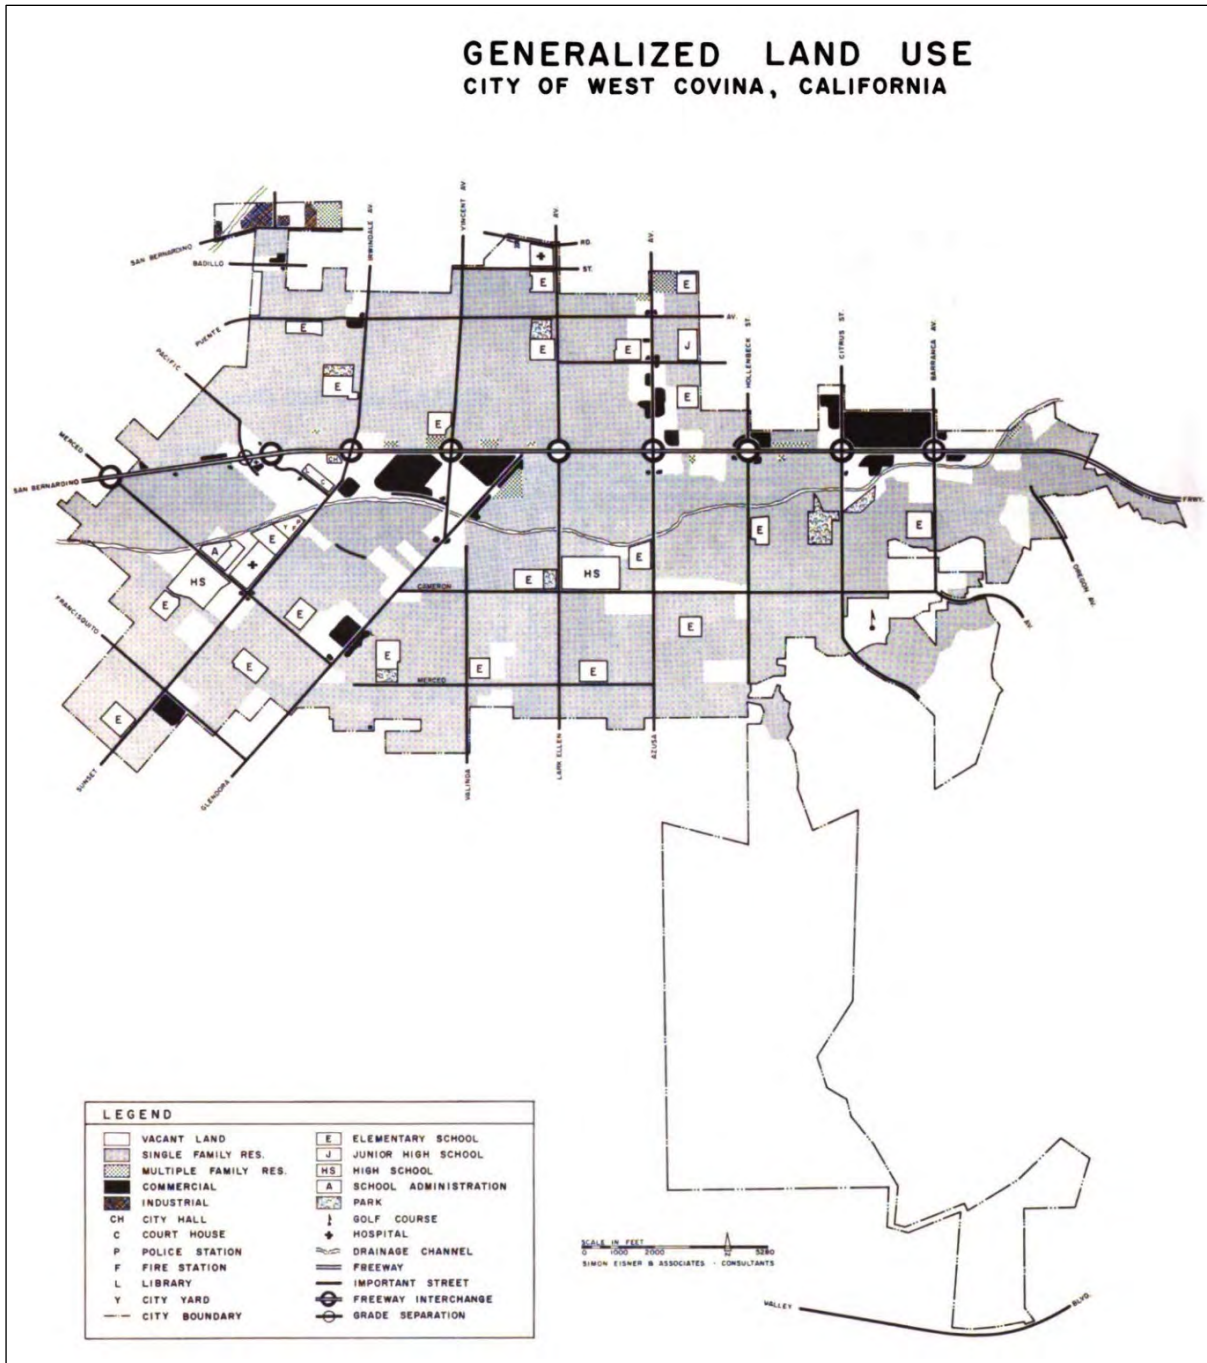 GENERALIZED LAND USE
CITY OF WEST COVINA, CALIFORNIA
IRWINDALE AV.
VINCENT AV.
AV.
AV.
SAN BERNARDINO
RD.
BADILLO
ST.
PUENTE
AV.
PACIFIC
HOLLENBECK ST.
CITRUS ST.
BARRANCA AV.
MERCED
SAN BERNARDINO
FRWY.
E
E
E
E
J
E
E
E
E
CH
C
Y
E
A
HS
E
E
E
E
HS
E
E
E
CAMERON
AV.
OREGON AV.
FRANCISQUITO
E
E
E
E
E
E
E
MERCED
SUNSET
GLENDORA
VALINDA
LARK ELLEN
AZUSA
LEGEND
VACANT LAND
SINGLE FAMILY RES.
MULTIPLE FAMILY RES.
COMMERCIAL
INDUSTRIAL
CH CITY HALL
C COURT HOUSE
P POLICE STATION
F FIRE STATION
L LIBRARY
Y CITY YARD
CITY BOUNDARY
E ELEMENTARY SCHOOL
J JUNIOR HIGH SCHOOL
HS HIGH SCHOOL
A SCHOOL ADMINISTRATION
PARK
GOLF COURSE
HOSPITAL
DRAINAGE CHANNEL
FREEWAY
IMPORTANT STREET
FREEWAY INTERCHANGE
GRADE SEPARATION
SCALE IN FEET
0 1000 2000 5280
SIMON EISNER & ASSOCIATES - CONSULTANTS
VALLEY BLVD.